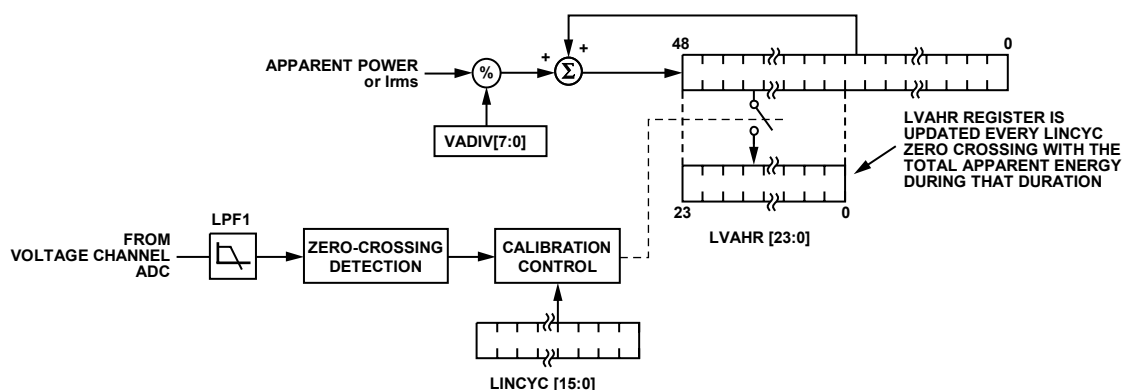 48
0
+
+
APPARENT POWER
or Irms
%
Σ
VADIV[7:0]
LVAHR REGISTER IS
UPDATED EVERY LINCYC
ZERO CROSSING WITH THE
TOTAL APPARENT ENERGY
DURING THAT DURATION
23
0
LVAHR [23:0]
LPF1
FROM
VOLTAGE CHANNEL
ADC
ZERO-CROSSING
DETECTION
CALIBRATION
CONTROL
LINCYC [15:0]